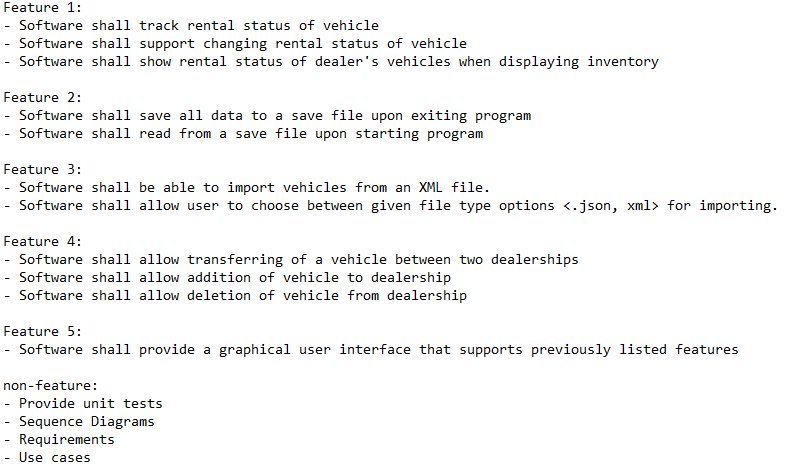 Feature 1:
- Software shall track rental status of vehicle
- Software shall support changing rental status of vehicle
- Software shall show rental status of dealer's vehicles when displaying inventory
Feature 2:
- Software shall save all data to a save file upon exiting program
- Software shall read from a save file upon starting program
Feature 3:
- Software shall be able to import vehicles from an XML file.
- Software shall allow user to choose between given file type options <.json, xml> for importing.
Feature 4:
- Software shall allow transferring of a vehicle between two dealerships
- Software shall allow addition of vehicle to dealership
- Software shall allow deletion of vehicle from dealership
Feature 5:
- Software shall provide a graphical user interface that supports previously listed features
non-feature:
- Provide unit tests
- Sequence Diagrams
- Requirements
- Use cases